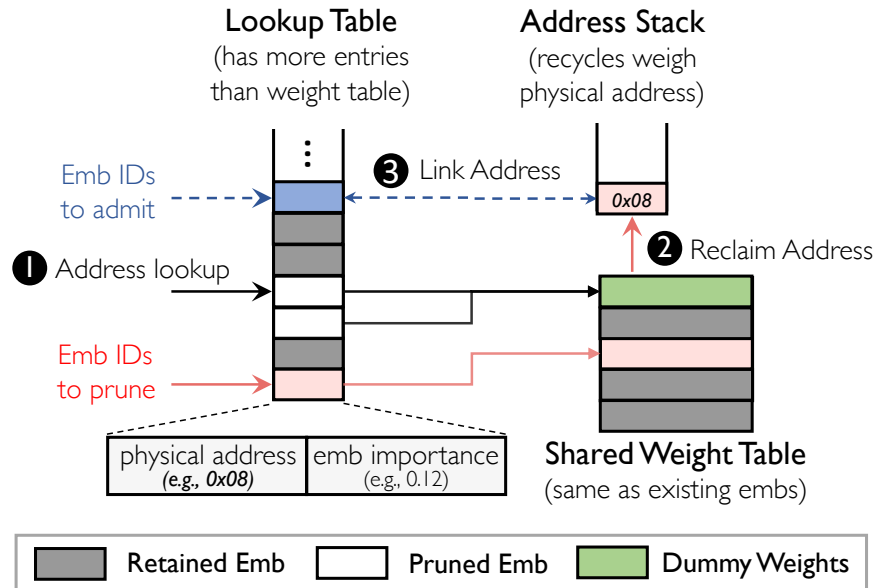 Lookup Table
(has more entries
than weight table)
Address Stack
(recycles weigh
physical address)
Emb IDs
to admit
3 Link Address
0x08
1 Address lookup
2 Reclaim Address
Emb IDs
to prune
physical address
(e.g., 0x08)
emb importance
(e.g., 0.12)
Shared Weight Table
(same as existing embs)
Retained Emb
Pruned Emb
Dummy Weights